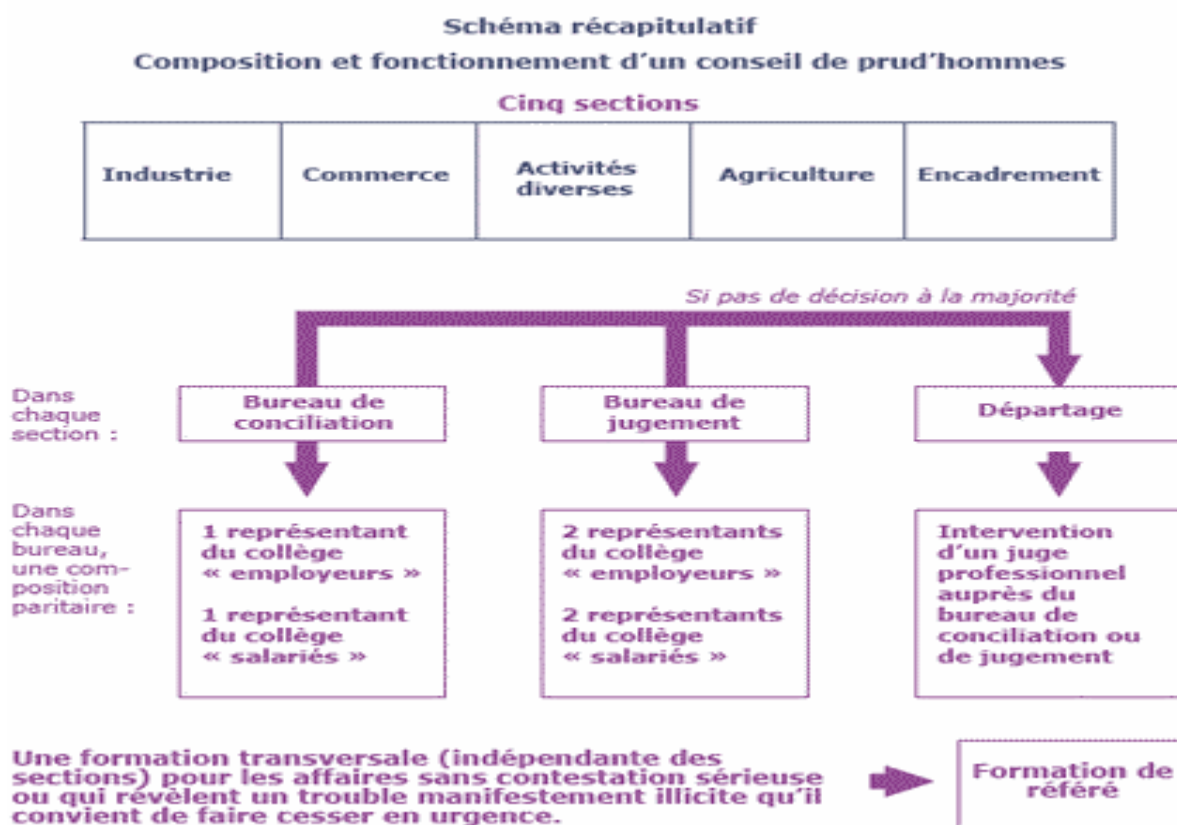 Schéma récapitulatif
Composition et fonctionnement d'un conseil de prud'hommes
Cinq sections
Industrie
Commerce
Activités
diverses
Agriculture
Encadrement
Si pas de décision à la majorité
Dans
chaque
section :
Bureau de
conciliation
Bureau de
jugement
Départage
Dans
chaque
bureau,
une com-
position
paritaire :
1 représentant
du collège
« employeurs »
1 représentant
du collège
« salariés »
2 représentants
du collège
« employeurs »
2 représentants
du collège
« salariés »
Intervention
d'un juge
professionnel
auprès du
bureau de
conciliation ou
de jugement
Une formation transversale (indépendante des
sections) pour les affaires sans contestation sérieuse
ou qui révèlent un trouble manifestement illicite qu'il
convient de faire cesser en urgence.
Formation de
référé